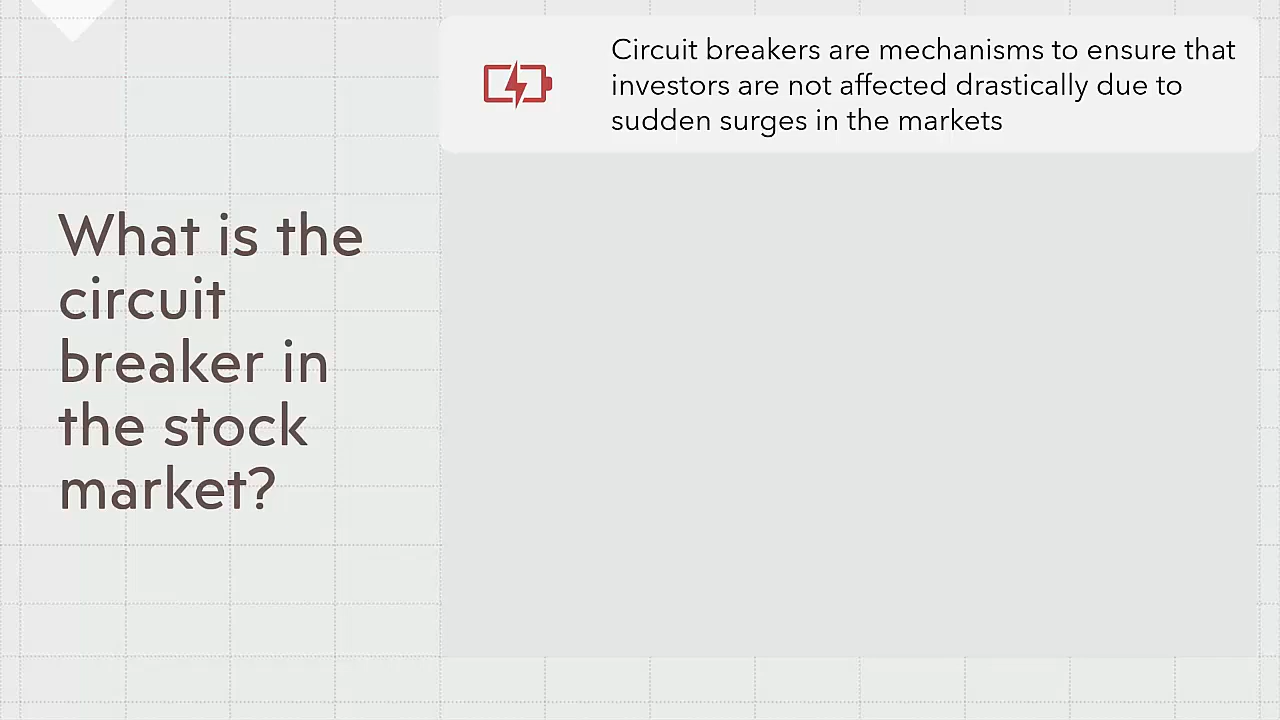 What is the
circuit
breaker in
the stock
market?
Circuit breakers are mechanisms to ensure that
investors are not affected drastically due to
sudden surges in the markets